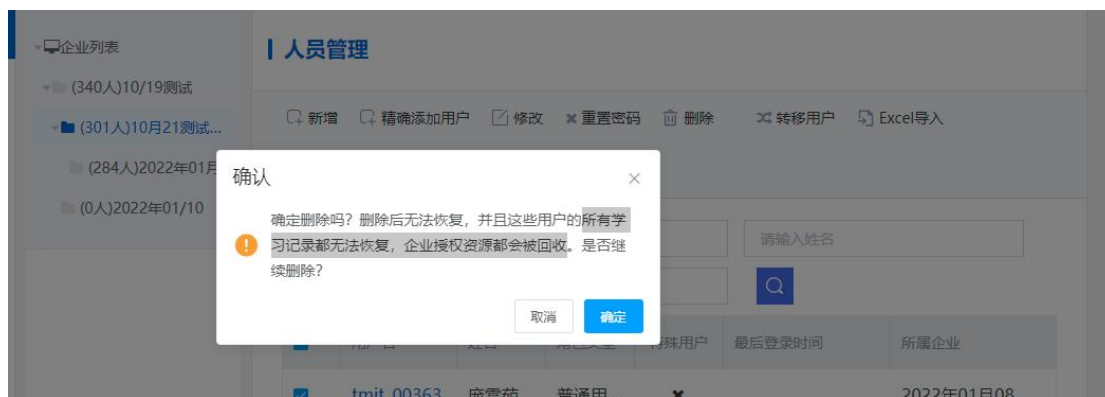 企业列表
(340人)10/19测试
(301人)10月21测试...
(284人)2022年01月
(0人)2022年01/10
人员管理
新增 精确添加用户 修改 重置密码 删除 转移用户 Excel导入
确认
确定删除吗？删除后无法恢复，并且这些用户的所有学
习记录都无法恢复，企业授权资源都会被回收。是否继
续删除？
取消 确定
请输入姓名
特殊用户 最后登录时间 所属企业
tmit_00363 普通用 2022年01月08